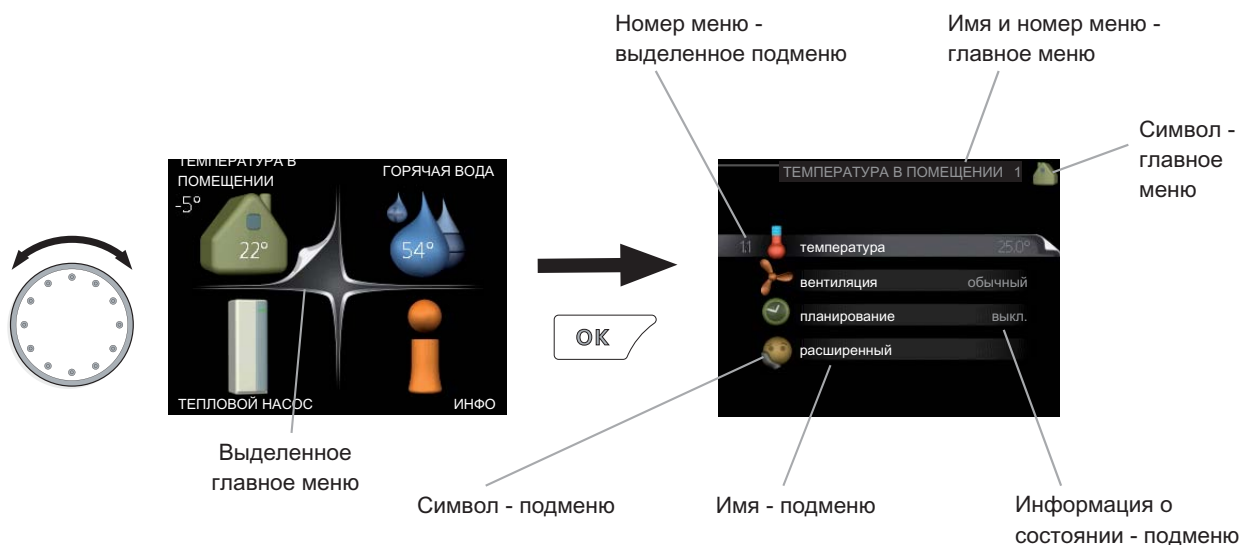 Номер меню -
выделенное подменю
Имя и номер меню -
главное меню
Символ -
главное
меню
ТЕМПЕРАТУРА В
ПОМЕЩЕНИИ
-5°
22°
ГОРЯЧАЯ ВОДА
54°
ТЕПЛОВОЙ НАСОС
ИНФО
OK
ТЕМПЕРАТУРА В ПОМЕЩЕНИИ 1
1.1 температура 25.0°
вентиляция обычный
планирование выкл.
расширенный
Выделенное
главное меню
Символ - подменю
Имя - подменю
Информация о
состоянии - подменю